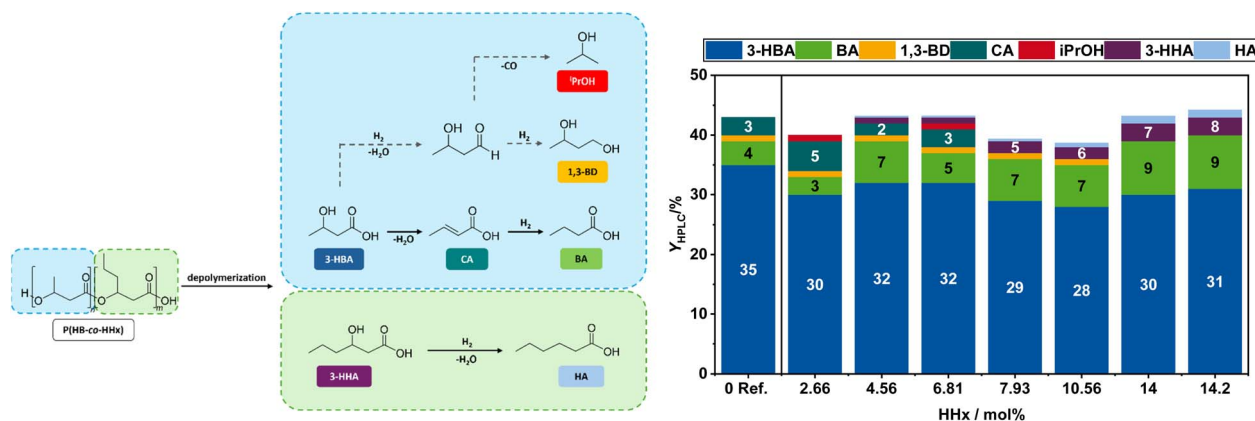 OH
-CO
ⁱPrOH
H₂
-H₂O
OH O
H
H₂
OH
OH
1,3-BD
OH O
OH
-H₂O
O
OH
H₂
O
OH
3-HBA
CA
BA
H O O n O O m OH
depolymerization
P(HB-co-HHx)
OH O
OH
H₂
-H₂O
O
OH
3-HHA
HA
3-HBA BA 1,3-BD CA iPrOH 3-HHA HA
Y_HPLC/%
50
40
30
20
10
0
3 5 2 3 5 6 7 8
4 3 7 5 7 7 9 9
35 30 32 32 29 28 30 31
0 Ref. 2.66 4.56 6.81 7.93 10.56 14 14.2
HHx / mol%